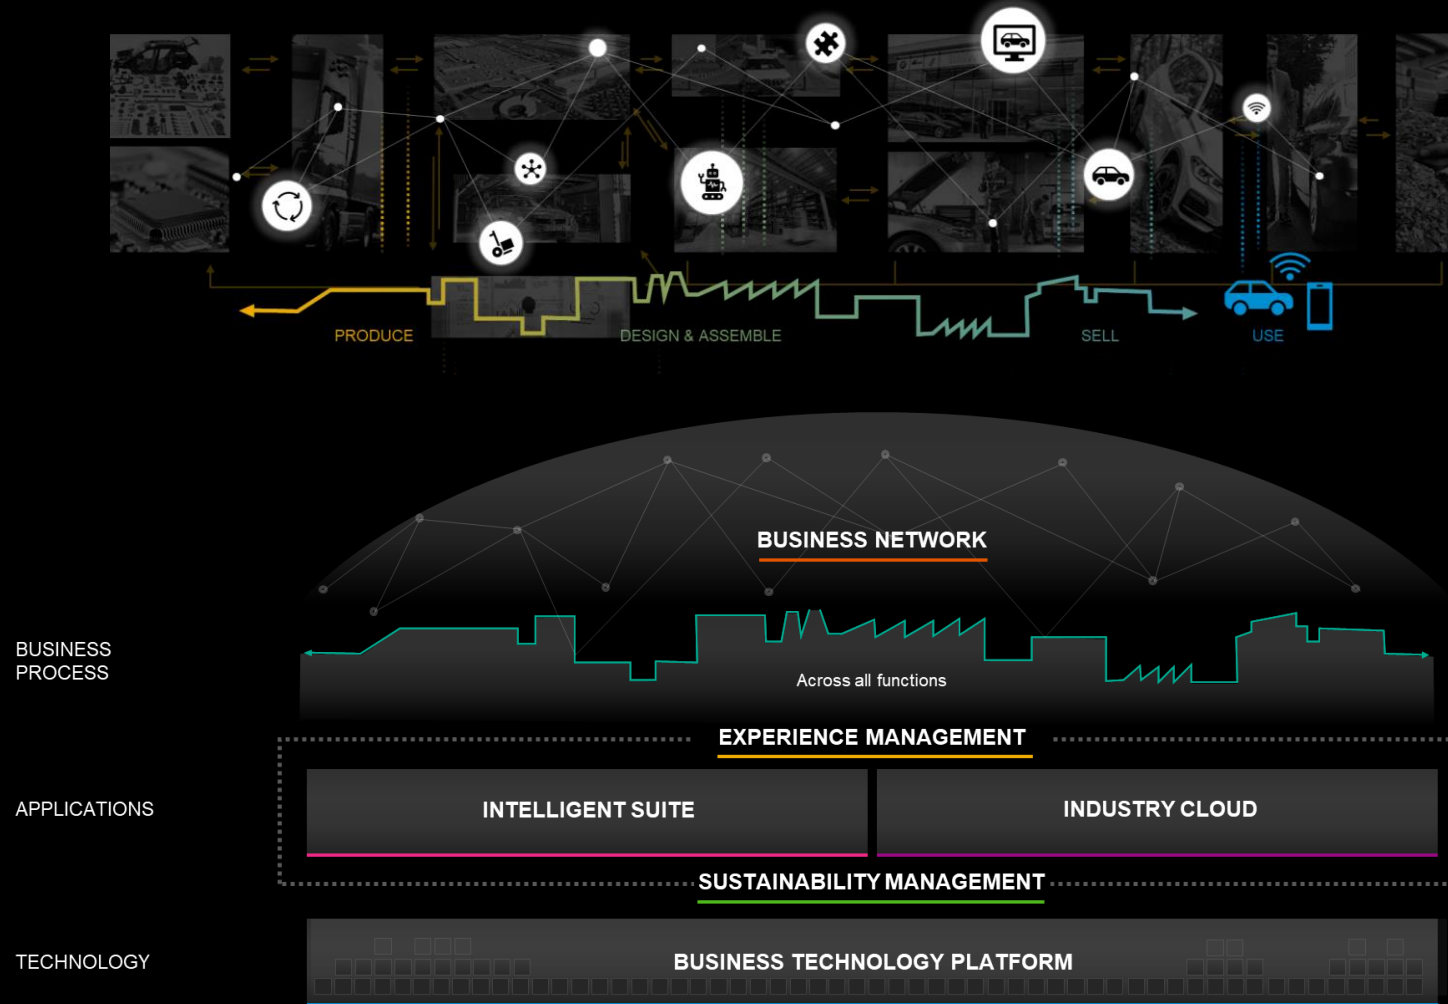 PRODUCE
DESIGN & ASSEMBLE
SELL
USE
BUSINESS NETWORK
BUSINESS
PROCESS
Across all functions
EXPERIENCE MANAGEMENT
APPLICATIONS
INTELLIGENT SUITE
INDUSTRY CLOUD
SUSTAINABILITY MANAGEMENT
TECHNOLOGY
BUSINESS TECHNOLOGY PLATFORM